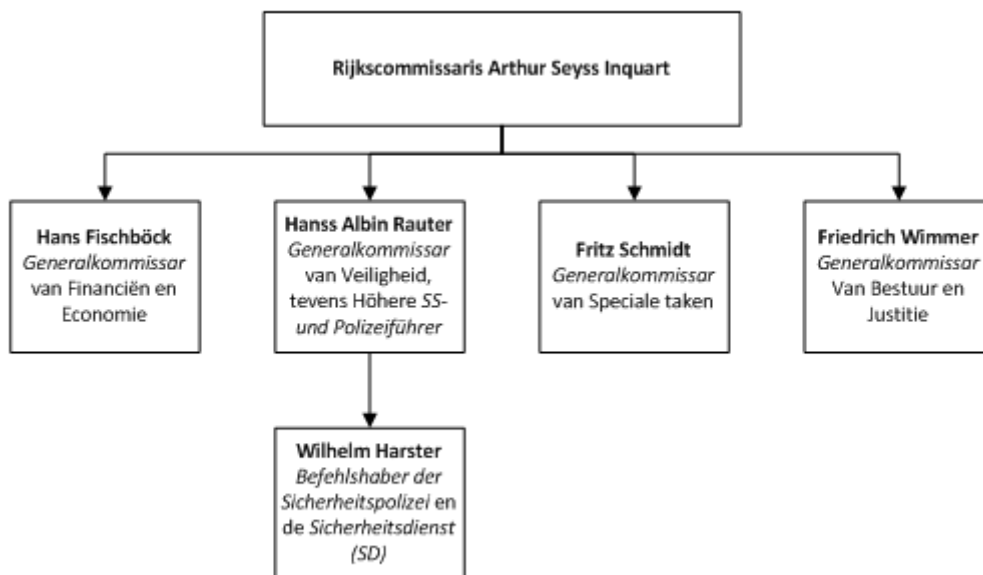 Rijkscommissaris Arthur Seyss Inquart
Hans Fischböck
Generalkommissar
van Financiën en
Economie
Hanss Albin Rauter
Generalkommissar
van Veiligheid,
tevens Höhere SS-
und Polizeiführer
Fritz Schmidt
Generalkommissar
van Speciale taken
Friedrich Wimmer
Generalkommissar
Van Bestuur en
Justitie
Wilhelm Harster
Befehlshaber der
Sicherheitspolizei en
de Sicherheitsdienst
(SD)